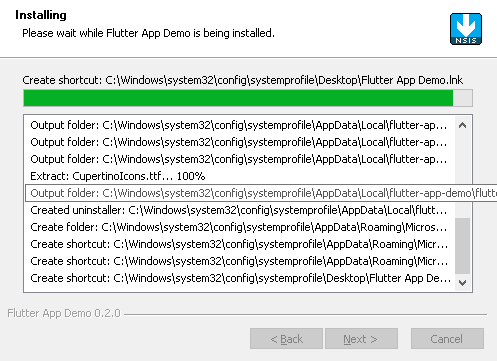 Installing
Please wait while Flutter App Demo is being installed.
NSIS
Create shortcut: C:\Windows\system32\config\systemprofile\Desktop\Flutter App Demo.lnk
Output folder: C:\Windows\system32\config\systemprofile\AppData\Local\flutter-ap...
Output folder: C:\Windows\system32\config\systemprofile\AppData\Local\flutter-ap...
Output folder: C:\Windows\system32\config\systemprofile\AppData\Local\flutter-ap...
Extract: CupertinoIcons.ttf... 100%
Output folder: C:\Windows\system32\config\systemprofile\AppData\Local\flutter-app-demo\flutte
Created uninstaller: C:\Windows\system32\config\systemprofile\AppData\Local\flutt...
Create folder: C:\Windows\system32\config\systemprofile\AppData\Roaming\Micros...
Create shortcut: C:\Windows\system32\config\systemprofile\AppData\Roaming\Micr...
Create shortcut: C:\Windows\system32\config\systemprofile\AppData\Roaming\Micr...
Create shortcut: C:\Windows\system32\config\systemprofile\Desktop\Flutter App De...
Flutter App Demo 0.2.0
< Back
Next >
Cancel